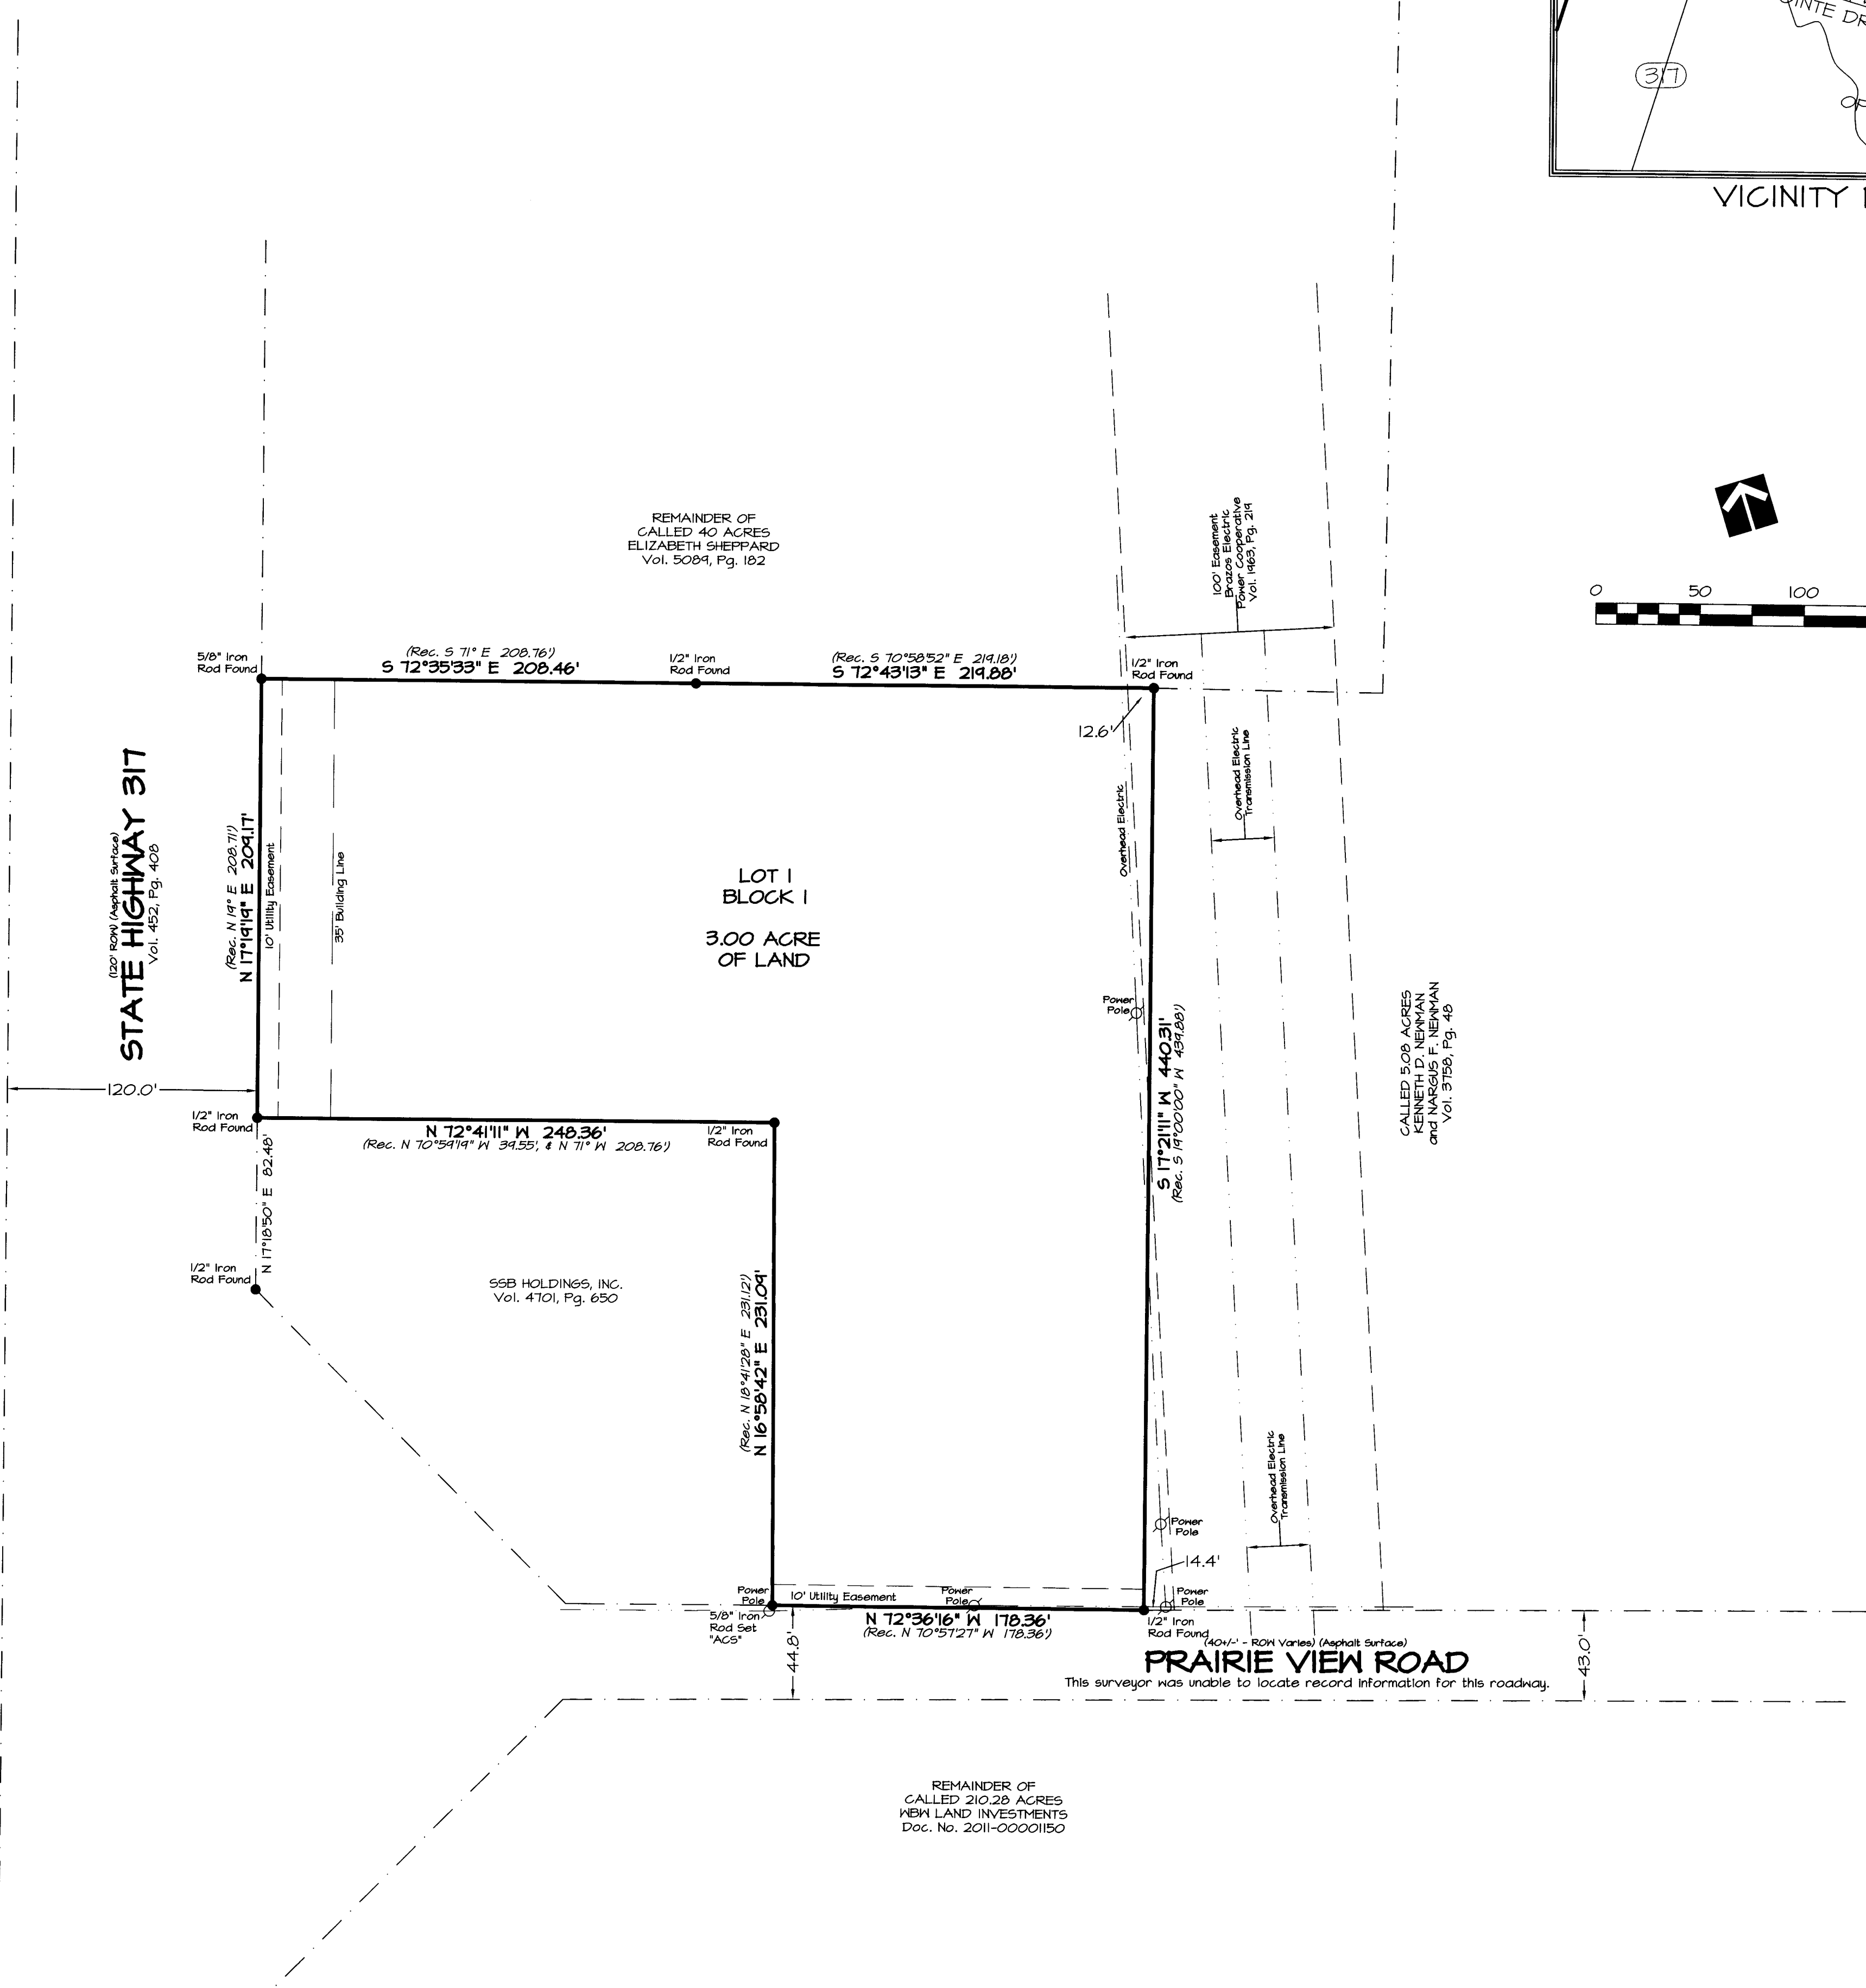 317
VICINITY
0 50 100
REMAINDER OF
CALLED 40 ACRES
ELIZABETH SHEPPARD
Vol. 5089, Pg. 182
100' Easement
Brazos Electric
Power Cooperative
Vol. 1963, Pg. 219
5/8" Iron
Rod Found
(Rec. S 71° E 208.76')
S 72°35'33" E 208.46'
1/2" Iron
Rod Found
(Rec. S 70°58'52" E 219.18')
S 72°43'13" E 219.88'
1/2" Iron
Rod Found
12.6'
Overhead Electric
Overhead Electric
Transmission Line
(120' ROW) (Asphalt Surface)
STATE HIGHWAY 317
Vol. 452, Pg. 408
(Rec. N 19° E 208.71')
N 17°19'19" E 209.17'
10' Utility Easement
35' Building Line
LOT 1
BLOCK 1
3.00 ACRE
OF LAND
Power
Pole
S 17°21'11" W 440.31'
(Rec. S 19°00'00" W 439.88')
CALLED 5.08 ACRES
KENNETH D. NEWMAN
and NARGUS F. NEWMAN
Vol. 3758, Pg. 48
120.0'
1/2" Iron
Rod Found
N 72°41'11" W 248.36'
(Rec. N 70°59'19" W 39.55', & N 71° W 208.76')
1/2" Iron
Rod Found
N 17°18'50" E 82.48'
1/2" Iron
Rod Found
SSB HOLDINGS, INC.
Vol. 4701, Pg. 650
(Rec. N 18°41'28" E 231.12')
N 16°58'42" E 231.09'
Overhead Electric
Transmission Line
Power
Pole
14.4'
Power
Pole
10' Utility Easement
Power
Pole
Power
Pole
5/8" Iron
Rod Set
"ACS"
N 72°36'16" W 178.36'
(Rec. N 70°57'27" W 178.36')
1/2" Iron
Rod Found
44.8'
(40+/-' - ROW Varies) (Asphalt Surface)
PRAIRIE VIEW ROAD
This surveyor was unable to locate record information for this roadway.
43.0'
REMAINDER OF
CALLED 210.28 ACRES
WBW LAND INVESTMENTS
Doc. No. 2011-00001150